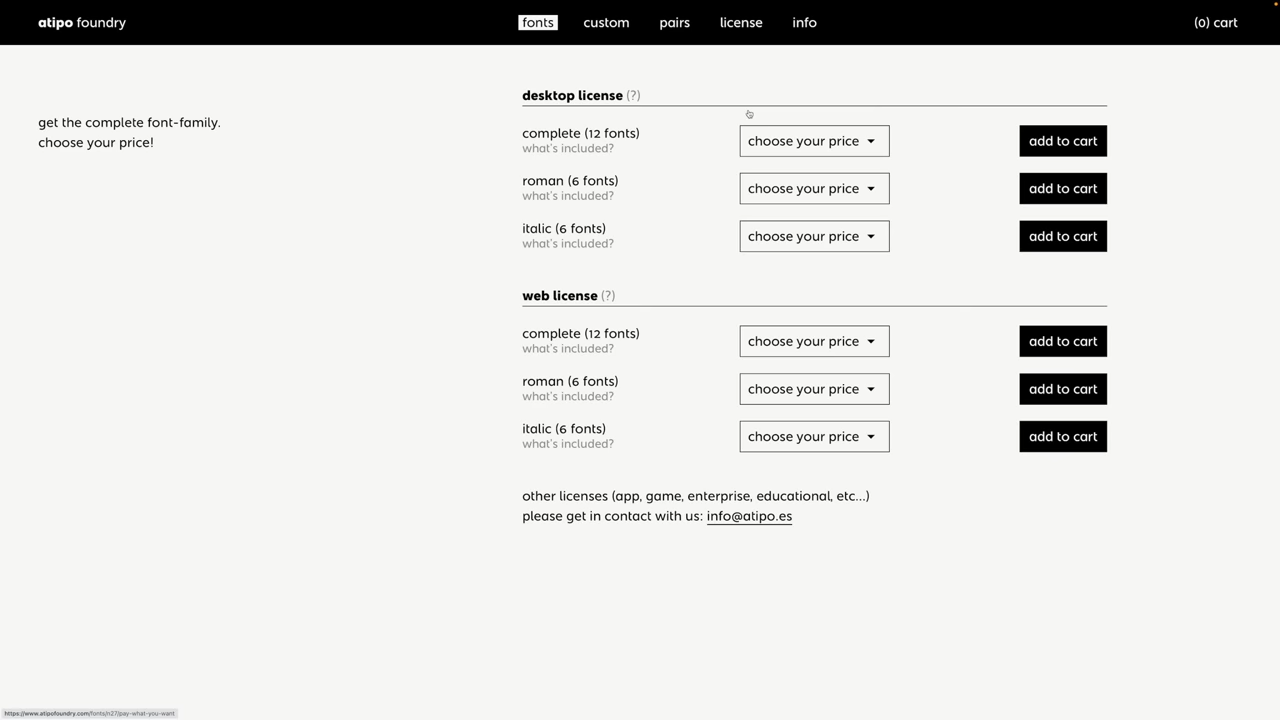 atipo foundry
fonts custom pairs license info
(0) cart
get the complete font-family.
choose your price!
desktop license (?)
complete (12 fonts)
what's included?
choose your price
add to cart
roman (6 fonts)
what's included?
choose your price
add to cart
italic (6 fonts)
what's included?
choose your price
add to cart
web license (?)
complete (12 fonts)
what's included?
choose your price
add to cart
roman (6 fonts)
what's included?
choose your price
add to cart
italic (6 fonts)
what's included?
choose your price
add to cart
other licenses (app, game, enterprise, educational, etc...)
please get in contact with us: info@atipo.es
https://www.atipofoundry.com/fonts/n27/pay-what-you-want